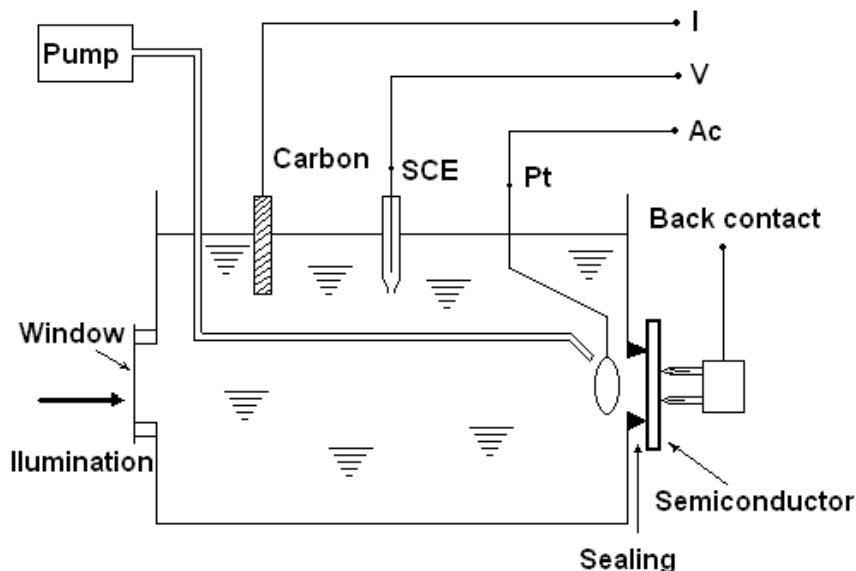 I
Pump
V
Ac
Carbon
SCE
Pt
Back contact
Window
Ilumination
Semiconductor
Sealing